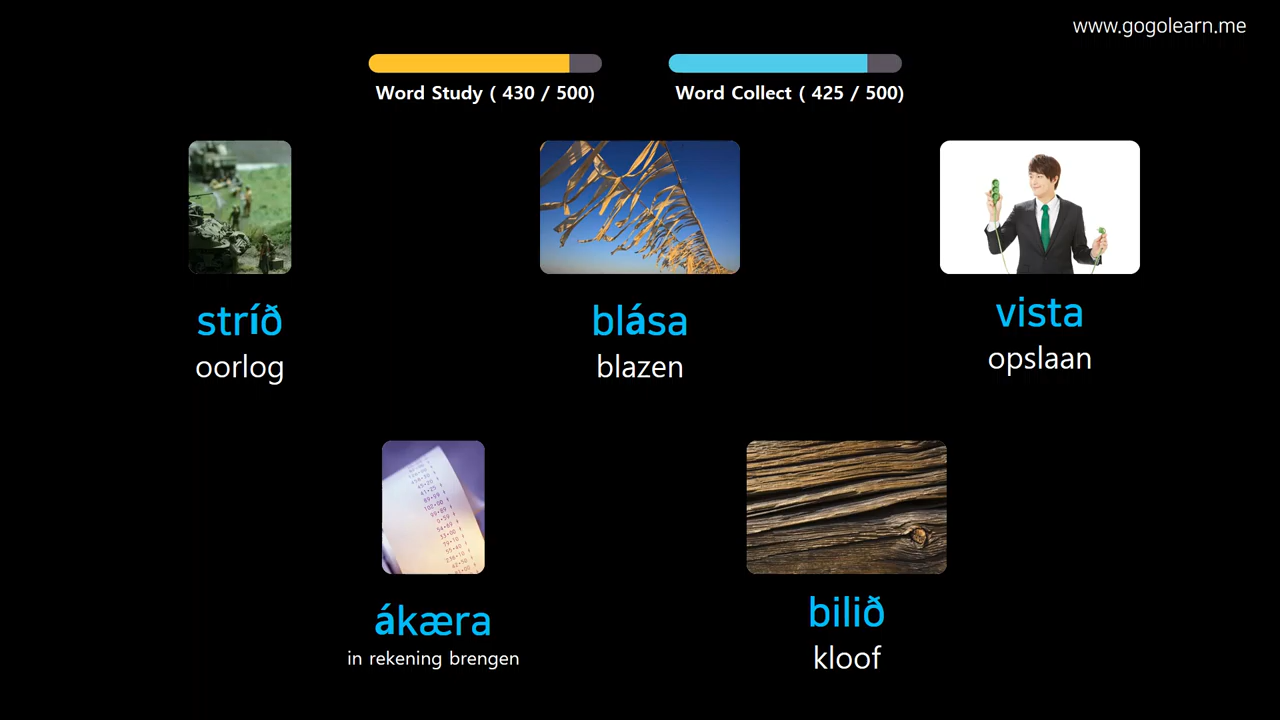 www.gogolearn.me
Word Study ( 430 / 500)
Word Collect ( 425 / 500)
stríð
oorlog
blása
blazen
vista
opslaan
ákæra
in rekening brengen
bilið
kloof